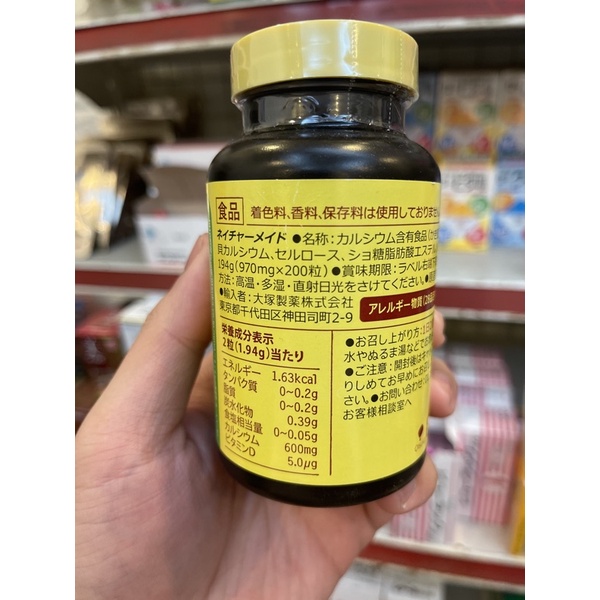 食品 着色料、香料、保存料は使用しておりません
ネイチャーメイド ●名称:カルシウム含有食品
貝カルシウム、セルロース、ショ糖脂肪酸エステル
194g(970mg×200粒)●賞味期限:ラベル右
方法:高温・多湿・直射日光をさけてください。
●輸入者:大塚製薬株式会社
東京都千代田区神田司町2-9
アレルギー物質
栄養成分表示
2粒(1.94g)当たり
エネルギー 1.63kcal
タンパク質 0~0.2g
脂質 0~0.2g
炭水化物 0.39g
食塩相当量 0~0.05g
カルシウム 600mg
ビタミンD 5.0μg
●お召し上がり方:1日
水やぬるま湯などで
●ご注意:開封後は
りしめてお早めに
い。●お問い合わせ
お客様相談室へ